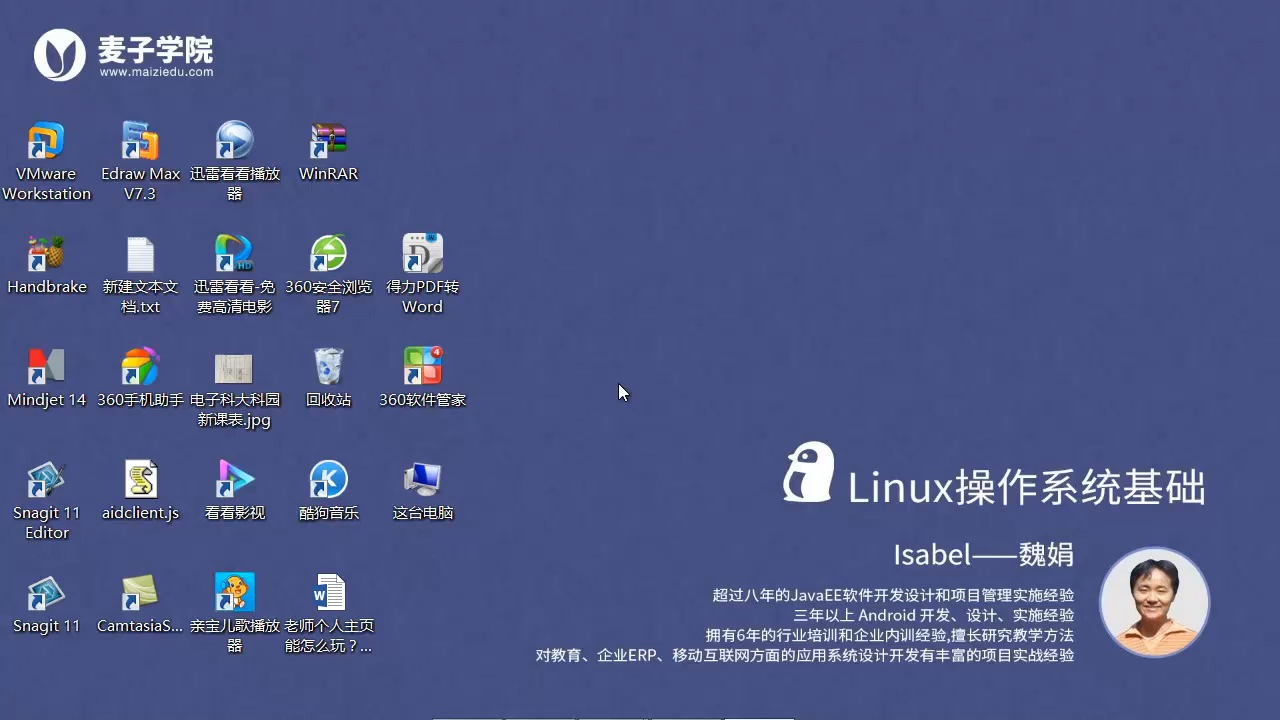 麦子学院
www.maiziedu.com
VMware
Workstation
Edraw Max
V7.3
迅雷看看播放
器
WinRAR
Handbrake
新建文本文
档.txt
迅雷看看-免
费高清电影
360安全浏览
器7
得力PDF转
Word
Mindjet 14
360手机助手
电子科大科园
新课表.jpg
回收站
360软件管家
Snagit 11
Editor
aidclient.js
看看影视
酷狗音乐
这台电脑
Snagit 11
CamtasiaS...
亲宝儿歌播放
器
老师个人主页
能怎么玩？...
Linux操作系统基础
Isabel——魏娟
超过八年的JavaEE软件开发设计和项目管理实施经验
三年以上 Android 开发、设计、实施经验
拥有6年的行业培训和企业内训经验,擅长研究教学方法
对教育、企业ERP、移动互联网方面的应用系统设计开发有丰富的项目实战经验